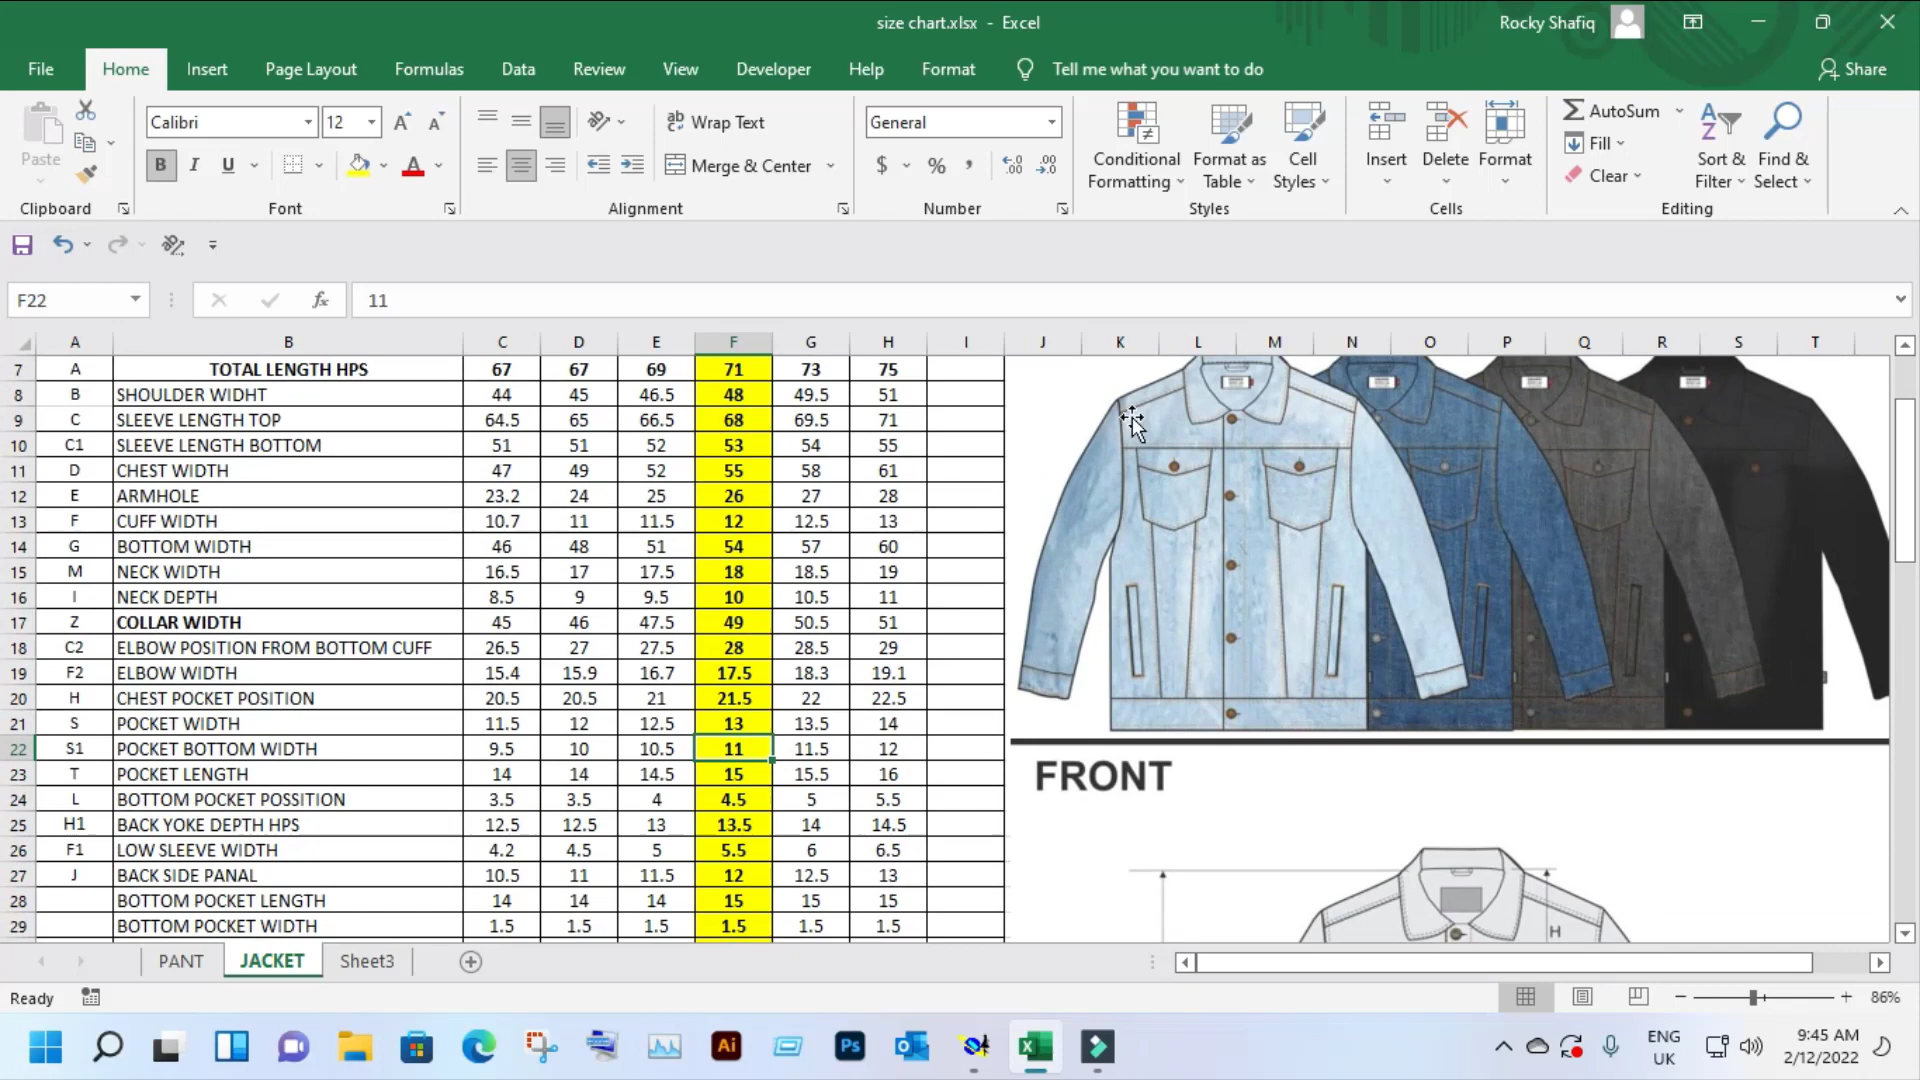 size chart.xlsx - Excel
Rocky Shafiq
File Home Insert Page Layout Formulas Data Review View Developer Help Format Tell me what you want to do Share
Calibri 12 Wrap Text General AutoSum
Paste Conditional Formatting Format as Table Cell Styles Insert Delete Format Fill Sort & Filter Find & Select
B I U A Merge & Center $ % , Clear
Clipboard Font Alignment Number Styles Cells Editing
F22 fx 11
A B C D E F G H I J K L M N O P Q R S T
7 A TOTAL LENGTH HPS 67 67 69 71 73 75
8 B SHOULDER WIDHT 44 45 46.5 48 49.5 51
9 C SLEEVE LENGTH TOP 64.5 65 66.5 68 69.5 71
10 C1 SLEEVE LENGTH BOTTOM 51 51 52 53 54 55
11 D CHEST WIDTH 47 49 52 55 58 61
12 E ARMHOLE 23.2 24 25 26 27 28
13 F CUFF WIDTH 10.7 11 11.5 12 12.5 13
14 G BOTTOM WIDTH 46 48 51 54 57 60
15 M NECK WIDTH 16.5 17 17.5 18 18.5 19
16 I NECK DEPTH 8.5 9 9.5 10 10.5 11
17 Z COLLAR WIDTH 45 46 47.5 49 50.5 51
18 C2 ELBOW POSITION FROM BOTTOM CUFF 26.5 27 27.5 28 28.5 29
19 F2 ELBOW WIDTH 15.4 15.9 16.7 17.5 18.3 19.1
20 H CHEST POCKET POSITION 20.5 20.5 21 21.5 22 22.5
21 S POCKET WIDTH 11.5 12 12.5 13 13.5 14
22 S1 POCKET BOTTOM WIDTH 9.5 10 10.5 11 11.5 12
23 T POCKET LENGTH 14 14 14.5 15 15.5 16
24 L BOTTOM POCKET POSSITION 3.5 3.5 4 4.5 5 5.5
25 H1 BACK YOKE DEPTH HPS 12.5 12.5 13 13.5 14 14.5
26 F1 LOW SLEEVE WIDTH 4.2 4.5 5 5.5 6 6.5
27 J BACK SIDE PANAL 10.5 11 11.5 12 12.5 13
28 BOTTOM POCKET LENGTH 14 14 14 15 15 15
29 BOTTOM POCKET WIDTH 1.5 1.5 1.5 1.5 1.5 1.5
FRONT
H
PANT JACKET Sheet3
Ready 86%
Ai Ps ENG UK 9:45 AM 2/12/2022